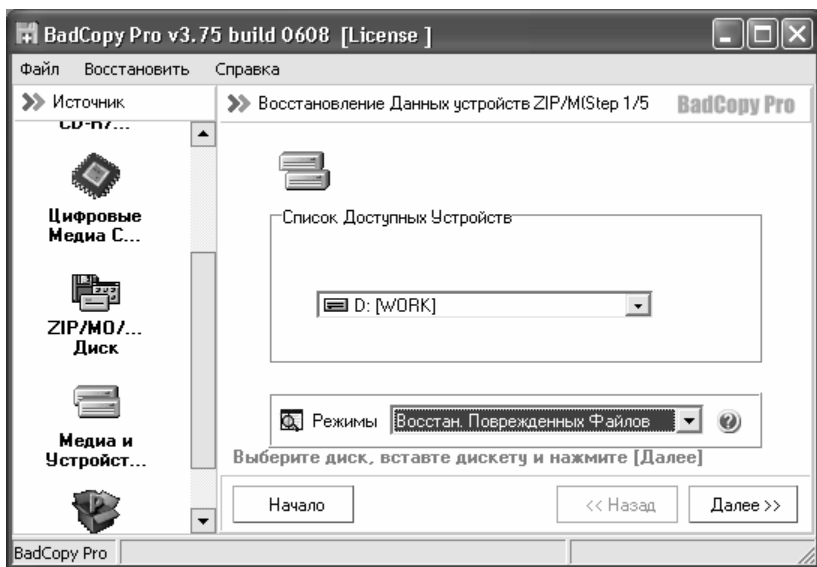 BadCopy Pro v3.75 build 0608 [License ]
Файл Восстановить Справка
Источник
Восстановление Данных устройств ZIP/M(Step 1/5
BadCopy Pro
CD-R/...
Цифровые
Медиа С...
ZIP/MO/...
Диск
Медиа и
Устройст...
Список Доступных Устройств
D: [WORK]
Режимы Восстан. Поврежденных Файлов
Выберите диск, вставте дискету и нажмите [Далее]
Начало << Назад Далее >>
BadCopy Pro